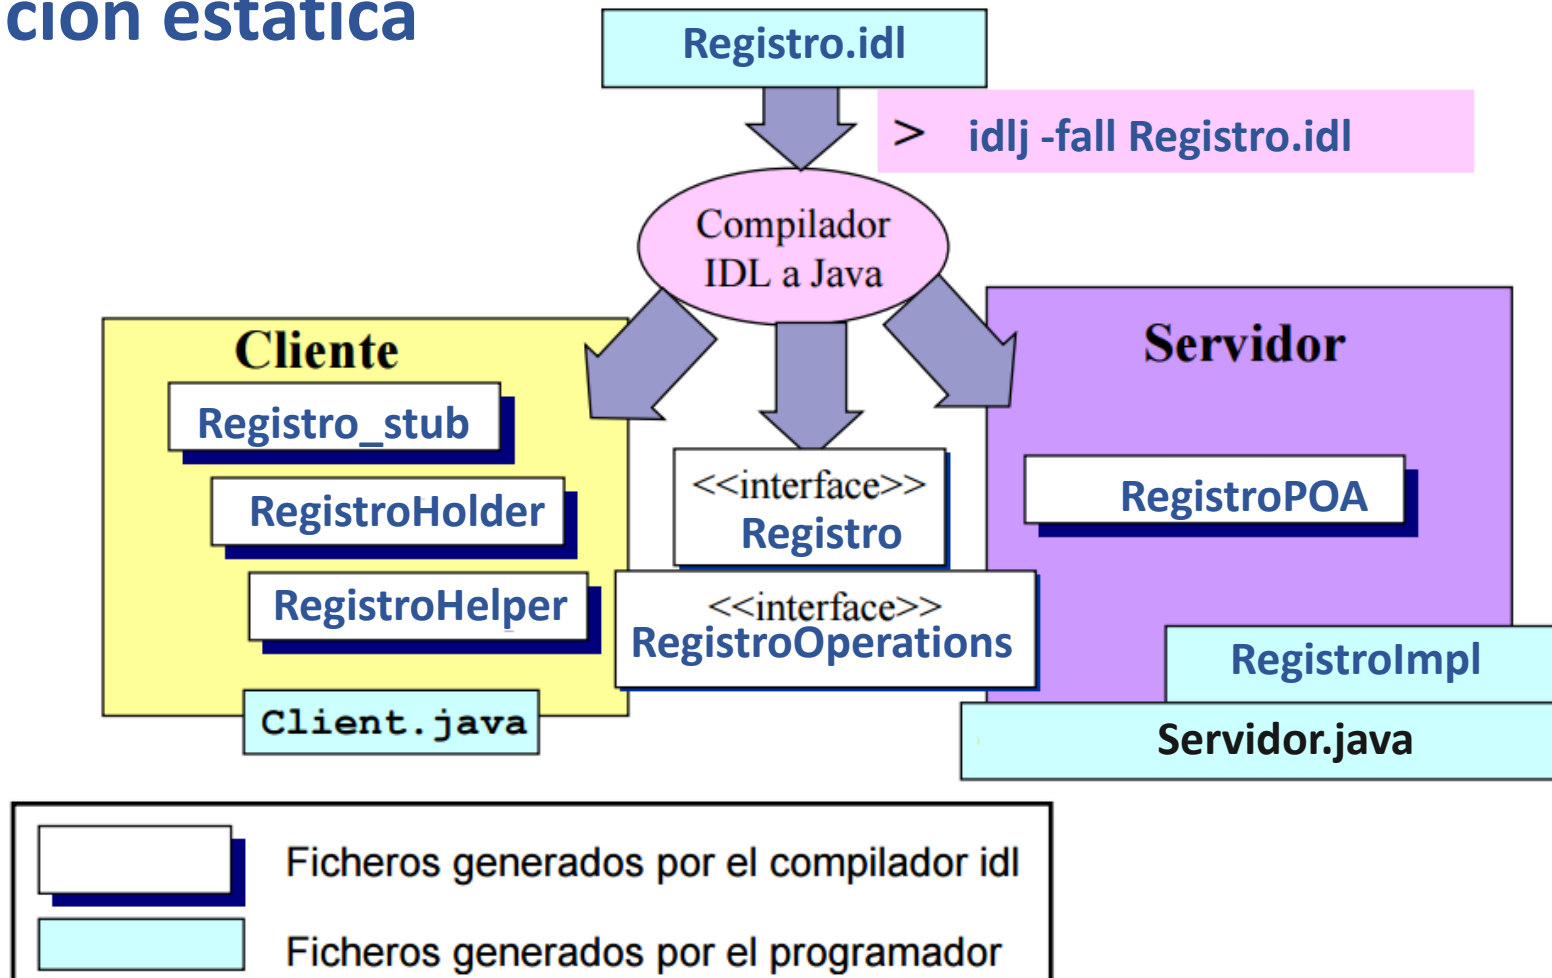 ción estática
Registro.idl
> idlj -fall Registro.idl
Compilador
IDL a Java
Cliente
Registro_stub
RegistroHolder
RegistroHelper
Client.java
<<interface>>
Registro
<<interface>>
RegistroOperations
Servidor
RegistroPOA
RegistroImpl
Servidor.java
Ficheros generados por el compilador idl
Ficheros generados por el programador